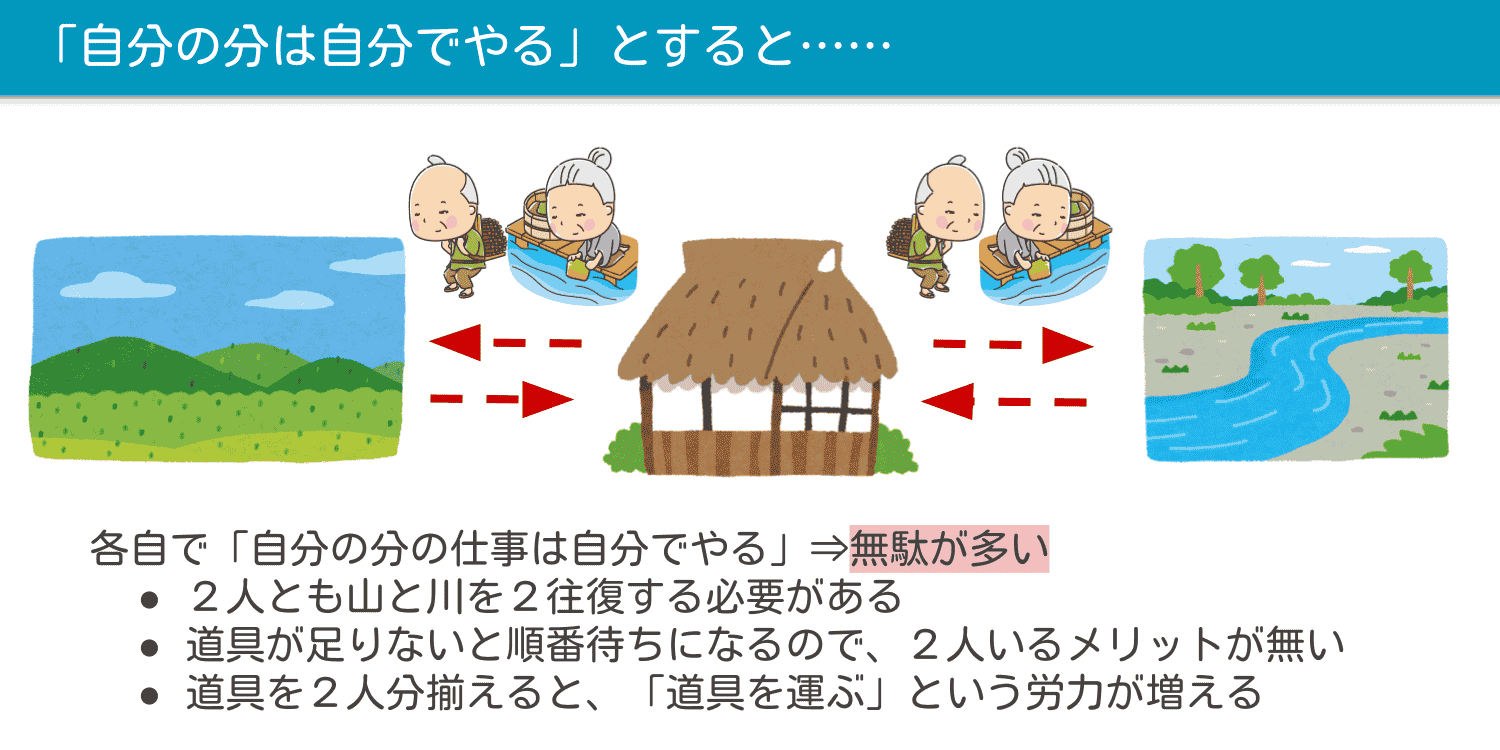 「自分の分は自分でやる」とすると……
各自で「自分の分の仕事は自分でやる」⇒無駄が多い
● ２人とも山と川を２往復する必要がある
● 道具が足りないと順番待ちになるので、２人いるメリットが無い
● 道具を２人分揃えると、「道具を運ぶ」という労力が増える